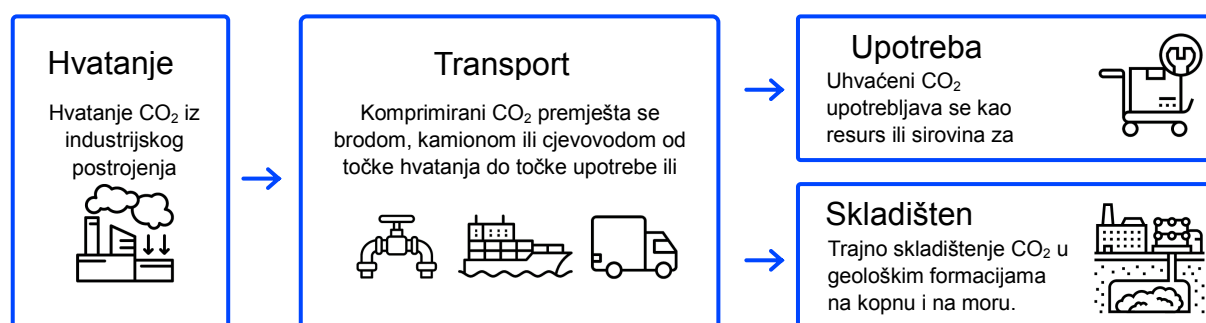 Hvatanje
Hvatanje CO₂ iz
industrijskog
postrojenja
Transport
Komprimirani CO₂ premješta se
brodom, kamionom ili cjevovodom od
točke hvatanja do točke upotrebe ili
Upotreba
Uhvaćeni CO₂
upotrebljava se kao
resurs ili sirovina za
Skladišten
Trajno skladištenje CO₂ u
geološkim formacijama
na kopnu i na moru.